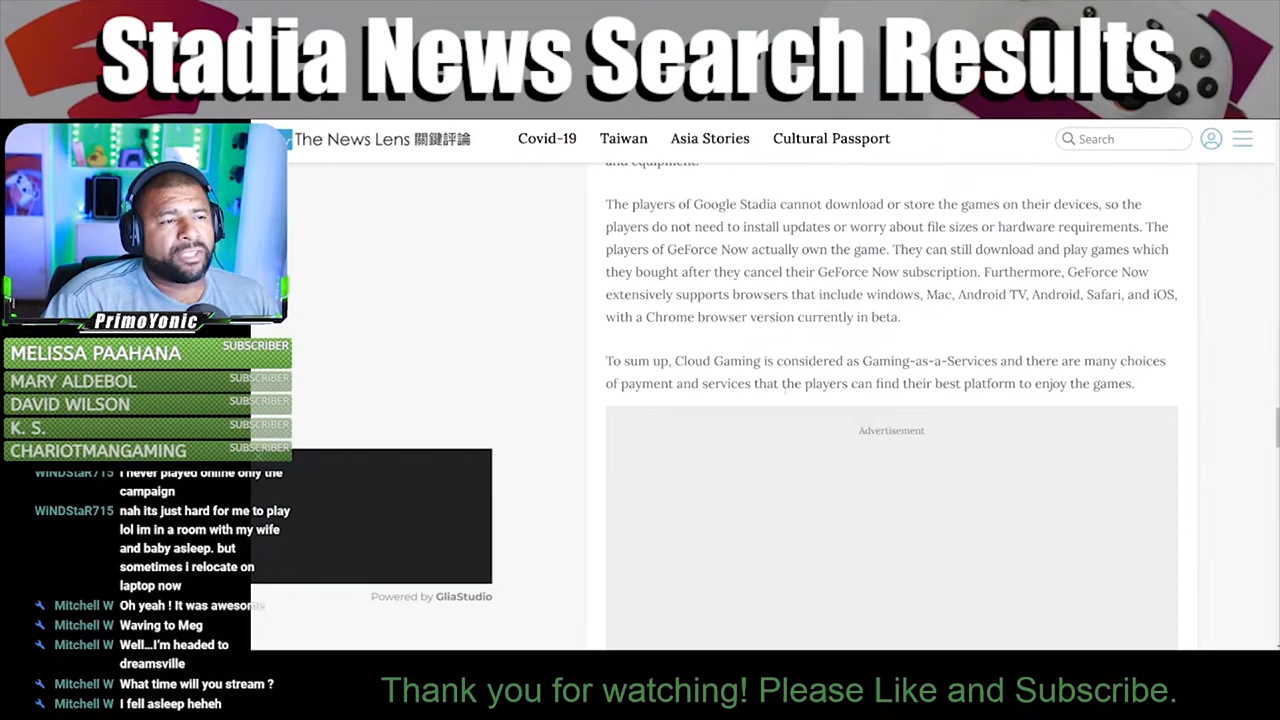 Stadia News Search Results
The News Lens 關鍵評論
Covid-19 Taiwan Asia Stories Cultural Passport
Search
and equipment.
The players of Google Stadia cannot download or store the games on their devices, so the
players do not need to install updates or worry about file sizes or hardware requirements. The
players of GeForce Now actually own the game. They can still download and play games which
they bought after they cancel their GeForce Now subscription. Furthermore, GeForce Now
extensively supports browsers that include windows, Mac, Android TV, Android, Safari, and iOS,
with a Chrome browser version currently in beta.
To sum up, Cloud Gaming is considered as Gaming-as-a-Services and there are many choices
of payment and services that the players can find their best platform to enjoy the games.
Advertisement
Powered by GliaStudio
PrimoYonic
MELISSA PAAHANA SUBSCRIBER
MARY ALDEBOL SUBSCRIBER
DAVID WILSON SUBSCRIBER
K. S. SUBSCRIBER
CHARIOTMANGAMING SUBSCRIBER
WiNDStaR715 I never played online only the
campaign
WiNDStaR715 nah its just hard for me to play
lol im in a room with my wife
and baby asleep. but
sometimes i relocate on
laptop now
Mitchell W Oh yeah ! It was awesome
Mitchell W Waving to Meg
Mitchell W Well...I'm headed to
dreamsville
Mitchell W What time will you stream ?
Mitchell W I fell asleep heheh
Thank you for watching! Please Like and Subscribe.